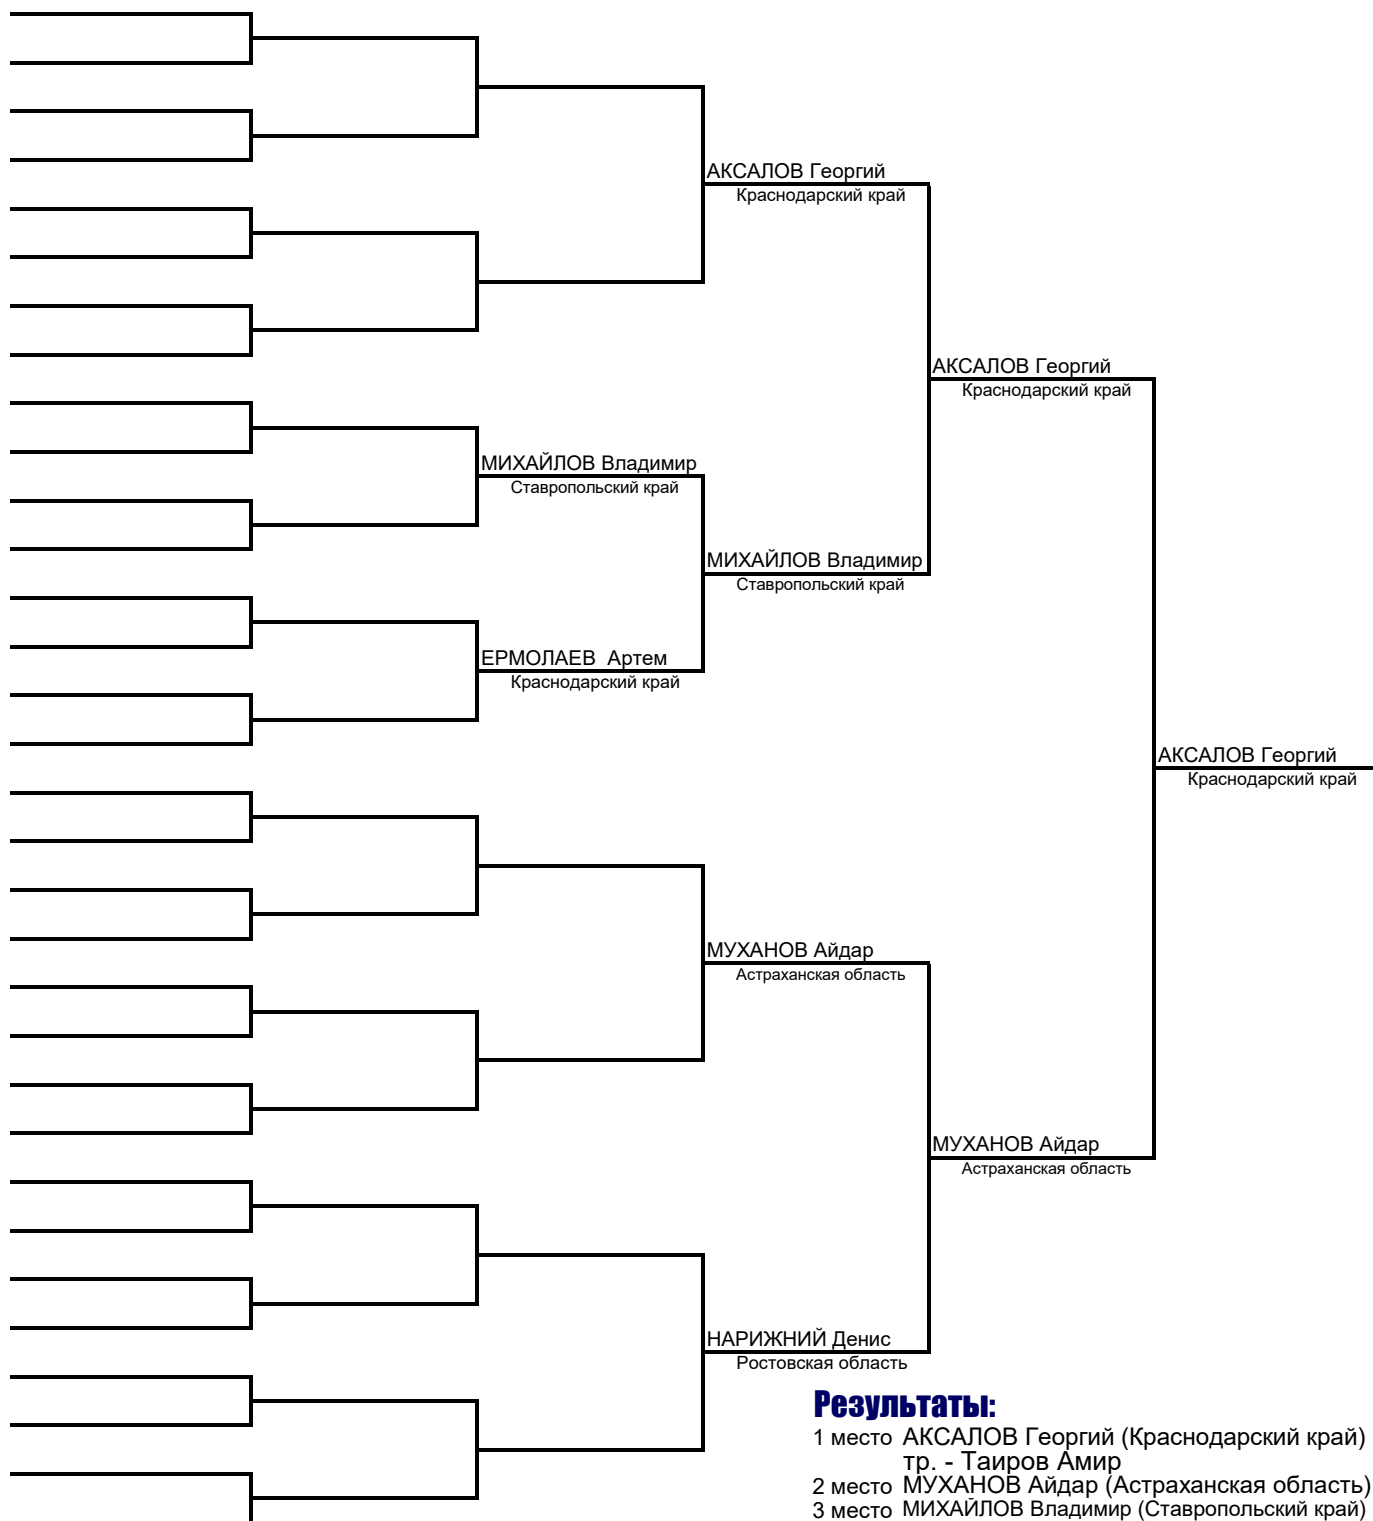 АКСАЛОВ Георгий
Краснодарский край
АКСАЛОВ Георгий
Краснодарский край
МИХАЙЛОВ Владимир
Ставропольский край
МИХАЙЛОВ Владимир
Ставропольский край
ЕРМОЛАЕВ  Артем
Краснодарский край
АКСАЛОВ Георгий
Краснодарский край
МУХАНОВ Айдар
Астраханская область
МУХАНОВ Айдар
Астраханская область
НАРИЖНИЙ Денис
Ростовская область
Результаты:
1 место АКСАЛОВ Георгий (Краснодарский край)
тр. - Таиров Амир
2 место МУХАНОВ Айдар (Астраханская область)
3 место МИХАЙЛОВ Владимир (Ставропольский край)